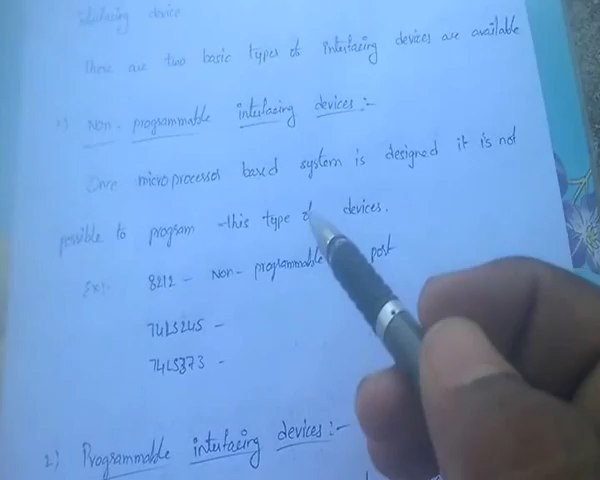 Interfacing device
There are two basic types of interfacing devices are available
1) Non-programmable interfacing devices:-
Once microprocessor based system is designed it is not
possible to program this type of devices.
Ex:- 8212 - Non-programmable port
74LS245 -
74LS373 -
2) Programmable interfacing devices:-